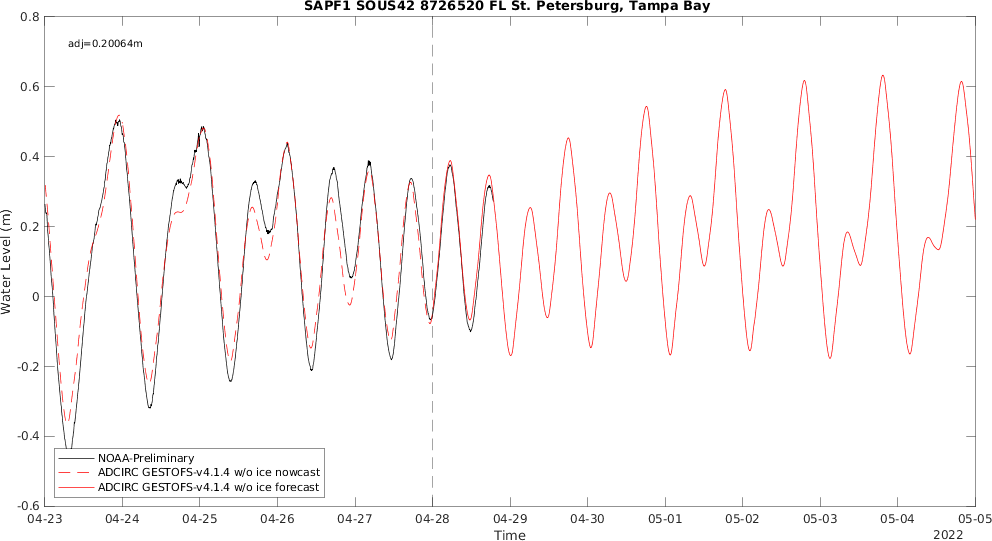 SAPF1 SOUS42 8726520 FL St. Petersburg, Tampa Bay
adj=0.20064m
0.8
0.6
0.4
0.2
0
-0.2
-0.4
-0.6
Water Level (m)
NOAA-Preliminary
ADCIRC GESTOFS-v4.1.4 w/o ice nowcast
ADCIRC GESTOFS-v4.1.4 w/o ice forecast
04-23 04-24 04-25 04-26 04-27 04-28 04-29 04-30 05-01 05-02 05-03 05-04 05-05
Time
2022